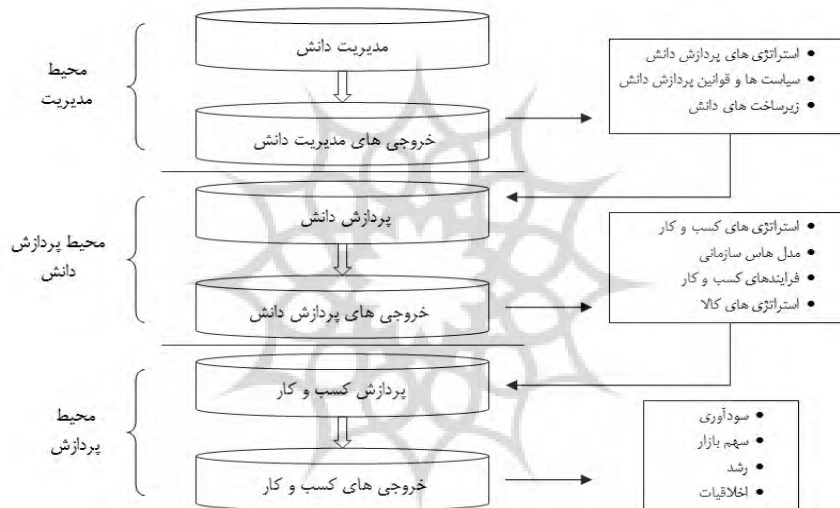 مدیریت دانش
خروجی های مدیریت دانش
محیط
مدیریت
• استراتژی های پردازش دانش
• سیاست ها و قوانین پردازش دانش
• زیرساخت های دانش
پردازش دانش
خروجی های پردازش دانش
محیط پردازش
دانش
• استراتژی های کسب و کار
• مدل هاس سازمانی
• فرایندهای کسب و کار
• استراتژی های کالا
پردازش کسب و کار
خروجی های کسب و کار
محیط
پردازش
• سودآوری
• سهم بازار
• رشد
• اخلاقیات